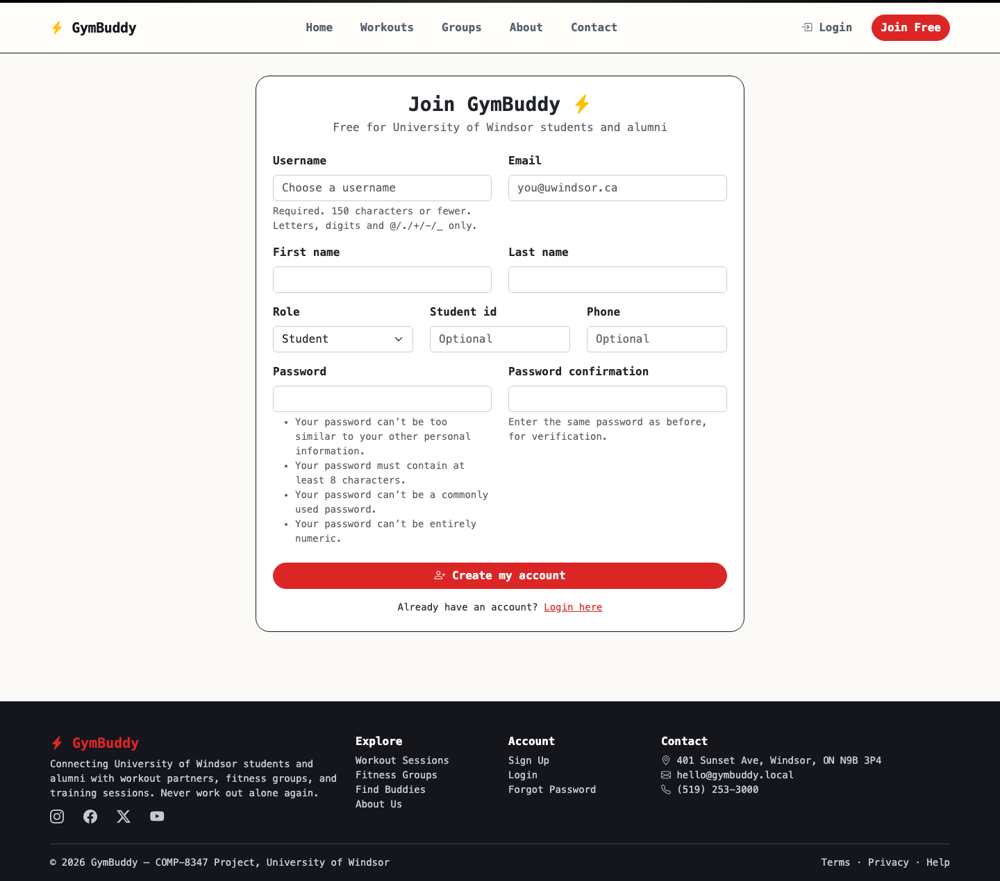 GymBuddy
Home Workouts Groups About Contact
Login Join Free
Join GymBuddy
Free for University of Windsor students and alumni
Username
Choose a username
Required. 150 characters or fewer.
Letters, digits and @/./+/-/_ only.
Email
you@uwindsor.ca
First name
Last name
Role
Student
Student id
Optional
Phone
Optional
Password
• Your password can’t be too
similar to your other personal
information.
• Your password must contain at
least 8 characters.
• Your password can’t be a commonly
used password.
• Your password can’t be entirely
numeric.
Password confirmation
Enter the same password as before,
for verification.
Create my account
Already have an account? Login here
GymBuddy
Connecting University of Windsor students and
alumni with workout partners, fitness groups, and
training sessions. Never work out alone again.
Explore
Workout Sessions
Fitness Groups
Find Buddies
About Us
Account
Sign Up
Login
Forgot Password
Contact
401 Sunset Ave, Windsor, ON N9B 3P4
hello@gymbuddy.local
(519) 253-3000
© 2026 GymBuddy — COMP-8347 Project, University of Windsor
Terms · Privacy · Help